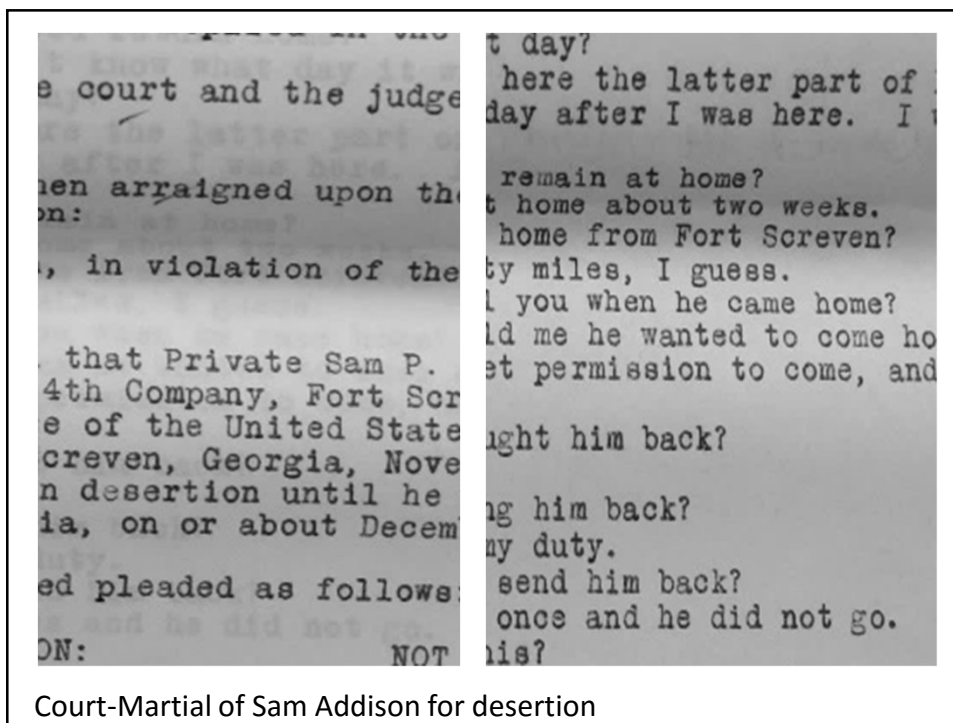 e court and the judge
hen arraigned upon the
on:
, in violation of the
that Private Sam P.
4th Company, Fort Scr
e of the United State
creven, Georgia, Nove
n desertion until he
ia, on or about Decem
ed pleaded as follows:
ON: NOT
t day?
here the latter part of
day after I was here. I
remain at home?
t home about two weeks.
home from Fort Screven?
ty miles, I guess.
l you when he came home?
ld me he wanted to come ho
et permission to come, and
ught him back?
ng him back?
my duty.
send him back?
once and he did not go.
his?
Court-Martial of Sam Addison for desertion